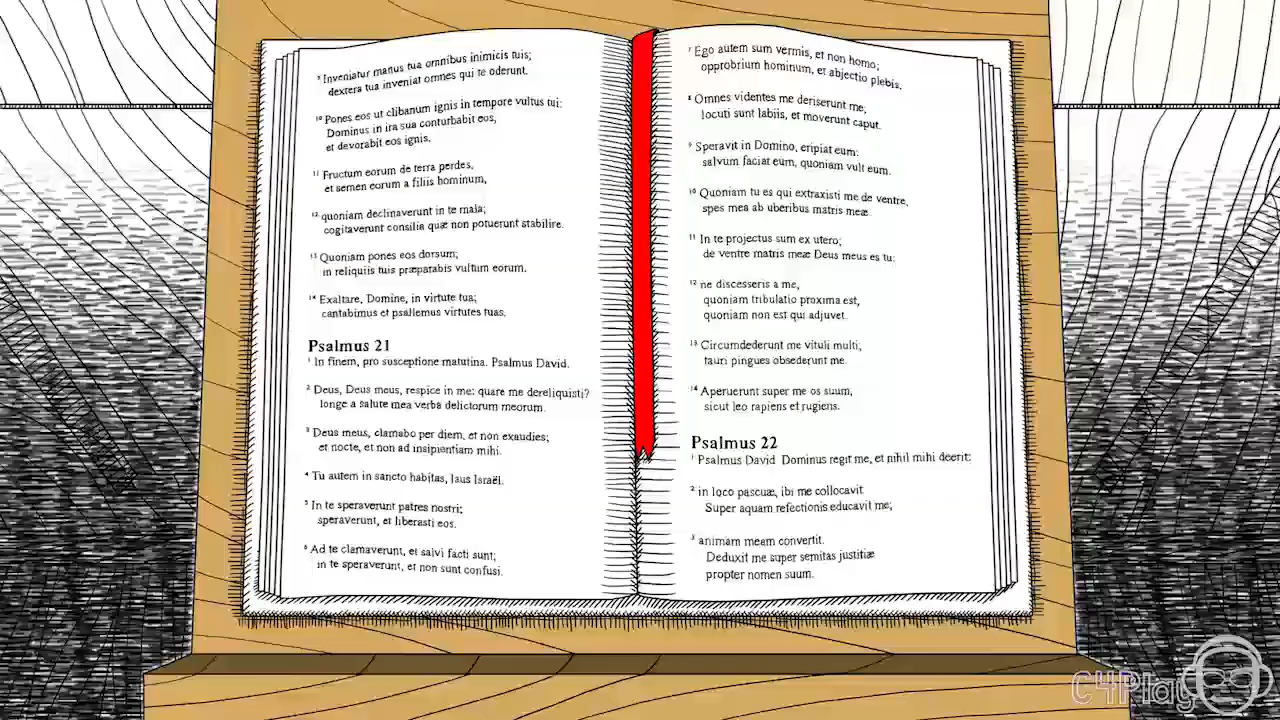 9 Inveniatur manus tua omnibus inimicis tuis;
dextera tua inveniat omnes qui te oderunt.
10 Pones eos ut clibanum ignis in tempore vultus tui:
Dominus in ira sua conturbabit eos,
et devorabit eos ignis.
11 Fructum eorum de terra perdes,
et semen eorum a filiis hominum,
12 quoniam declinaverunt in te mala;
cogitaverunt consilia quæ non potuerunt stabilire.
13 Quoniam pones eos dorsum;
in reliquiis tuis præparabis vultum eorum.
14 Exaltare, Domine, in virtute tua;
cantabimus et psallemus virtutes tuas.
Psalmus 21
1 In finem, pro susceptione matutina. Psalmus David.
2 Deus, Deus meus, respice in me: quare me dereliquisti?
longe a salute mea verba delictorum meorum.
3 Deus meus, clamabo per diem, et non exaudies;
et nocte, et non ad insipientiam mihi.
4 Tu autem in sancto habitas, laus Israël.
5 In te speraverunt patres nostri;
speraverunt, et liberasti eos.
6 Ad te clamaverunt, et salvi facti sunt;
in te speraverunt, et non sunt confusi.
7 Ego autem sum vermis, et non homo;
opprobrium hominum, et abjectio plebis.
8 Omnes videntes me deriserunt me;
locuti sunt labiis, et moverunt caput.
9 Speravit in Domino, eripiat eum:
salvum faciat eum, quoniam vult eum.
10 Quoniam tu es qui extraxisti me de ventre,
spes mea ab uberibus matris meæ
11 In te projectus sum ex utero;
de ventre matris meæ Deus meus es tu:
12 ne discesseris a me,
quoniam tribulatio proxima est,
quoniam non est qui adjuvet.
13 Circumdederunt me vituli multi;
tauri pingues obsederunt me.
14 Aperuerunt super me os suum,
sicut leo rapiens et rugiens.
Psalmus 22
1 Psalmus David Dominus regit me, et nihil mihi deerit:
2 in loco pascuæ, ibi me collocavit
Super aquam refectionis educavit me;
3 animam meam convertit.
Deduxit me super semitas justitiæ
propter nomen suum.
C4Play